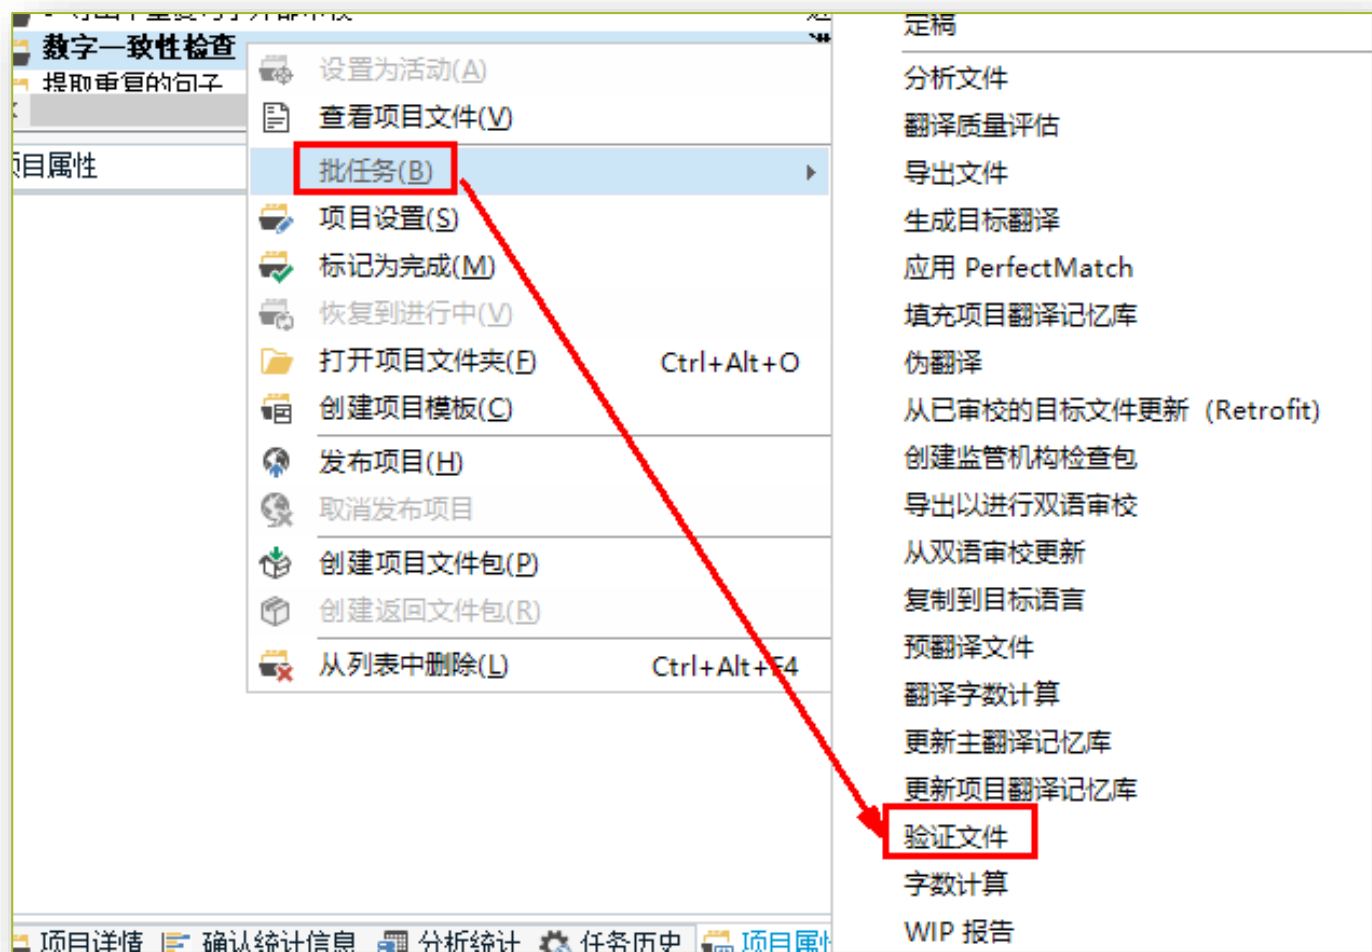 数字一致性检查
提取重复的句子
项目属性
设置为活动(A)
查看项目文件(V)
批任务(B)
项目设置(S)
标记为完成(M)
恢复到进行中(V)
打开项目文件夹(F) Ctrl+Alt+O
创建项目模板(C)
发布项目(H)
取消发布项目
创建项目文件包(P)
创建返回文件包(R)
从列表中删除(L) Ctrl+Alt+F4
定稿
分析文件
翻译质量评估
导出文件
生成目标翻译
应用 PerfectMatch
填充项目翻译记忆库
伪翻译
从已审校的目标文件更新 (Retrofit)
创建监管机构检查包
导出以进行双语审校
从双语审校更新
复制到目标语言
预翻译文件
翻译字数计算
更新主翻译记忆库
更新项目翻译记忆库
验证文件
字数计算
WIP 报告
项目详情 确认统计信息 分析统计 任务历史 项目属性